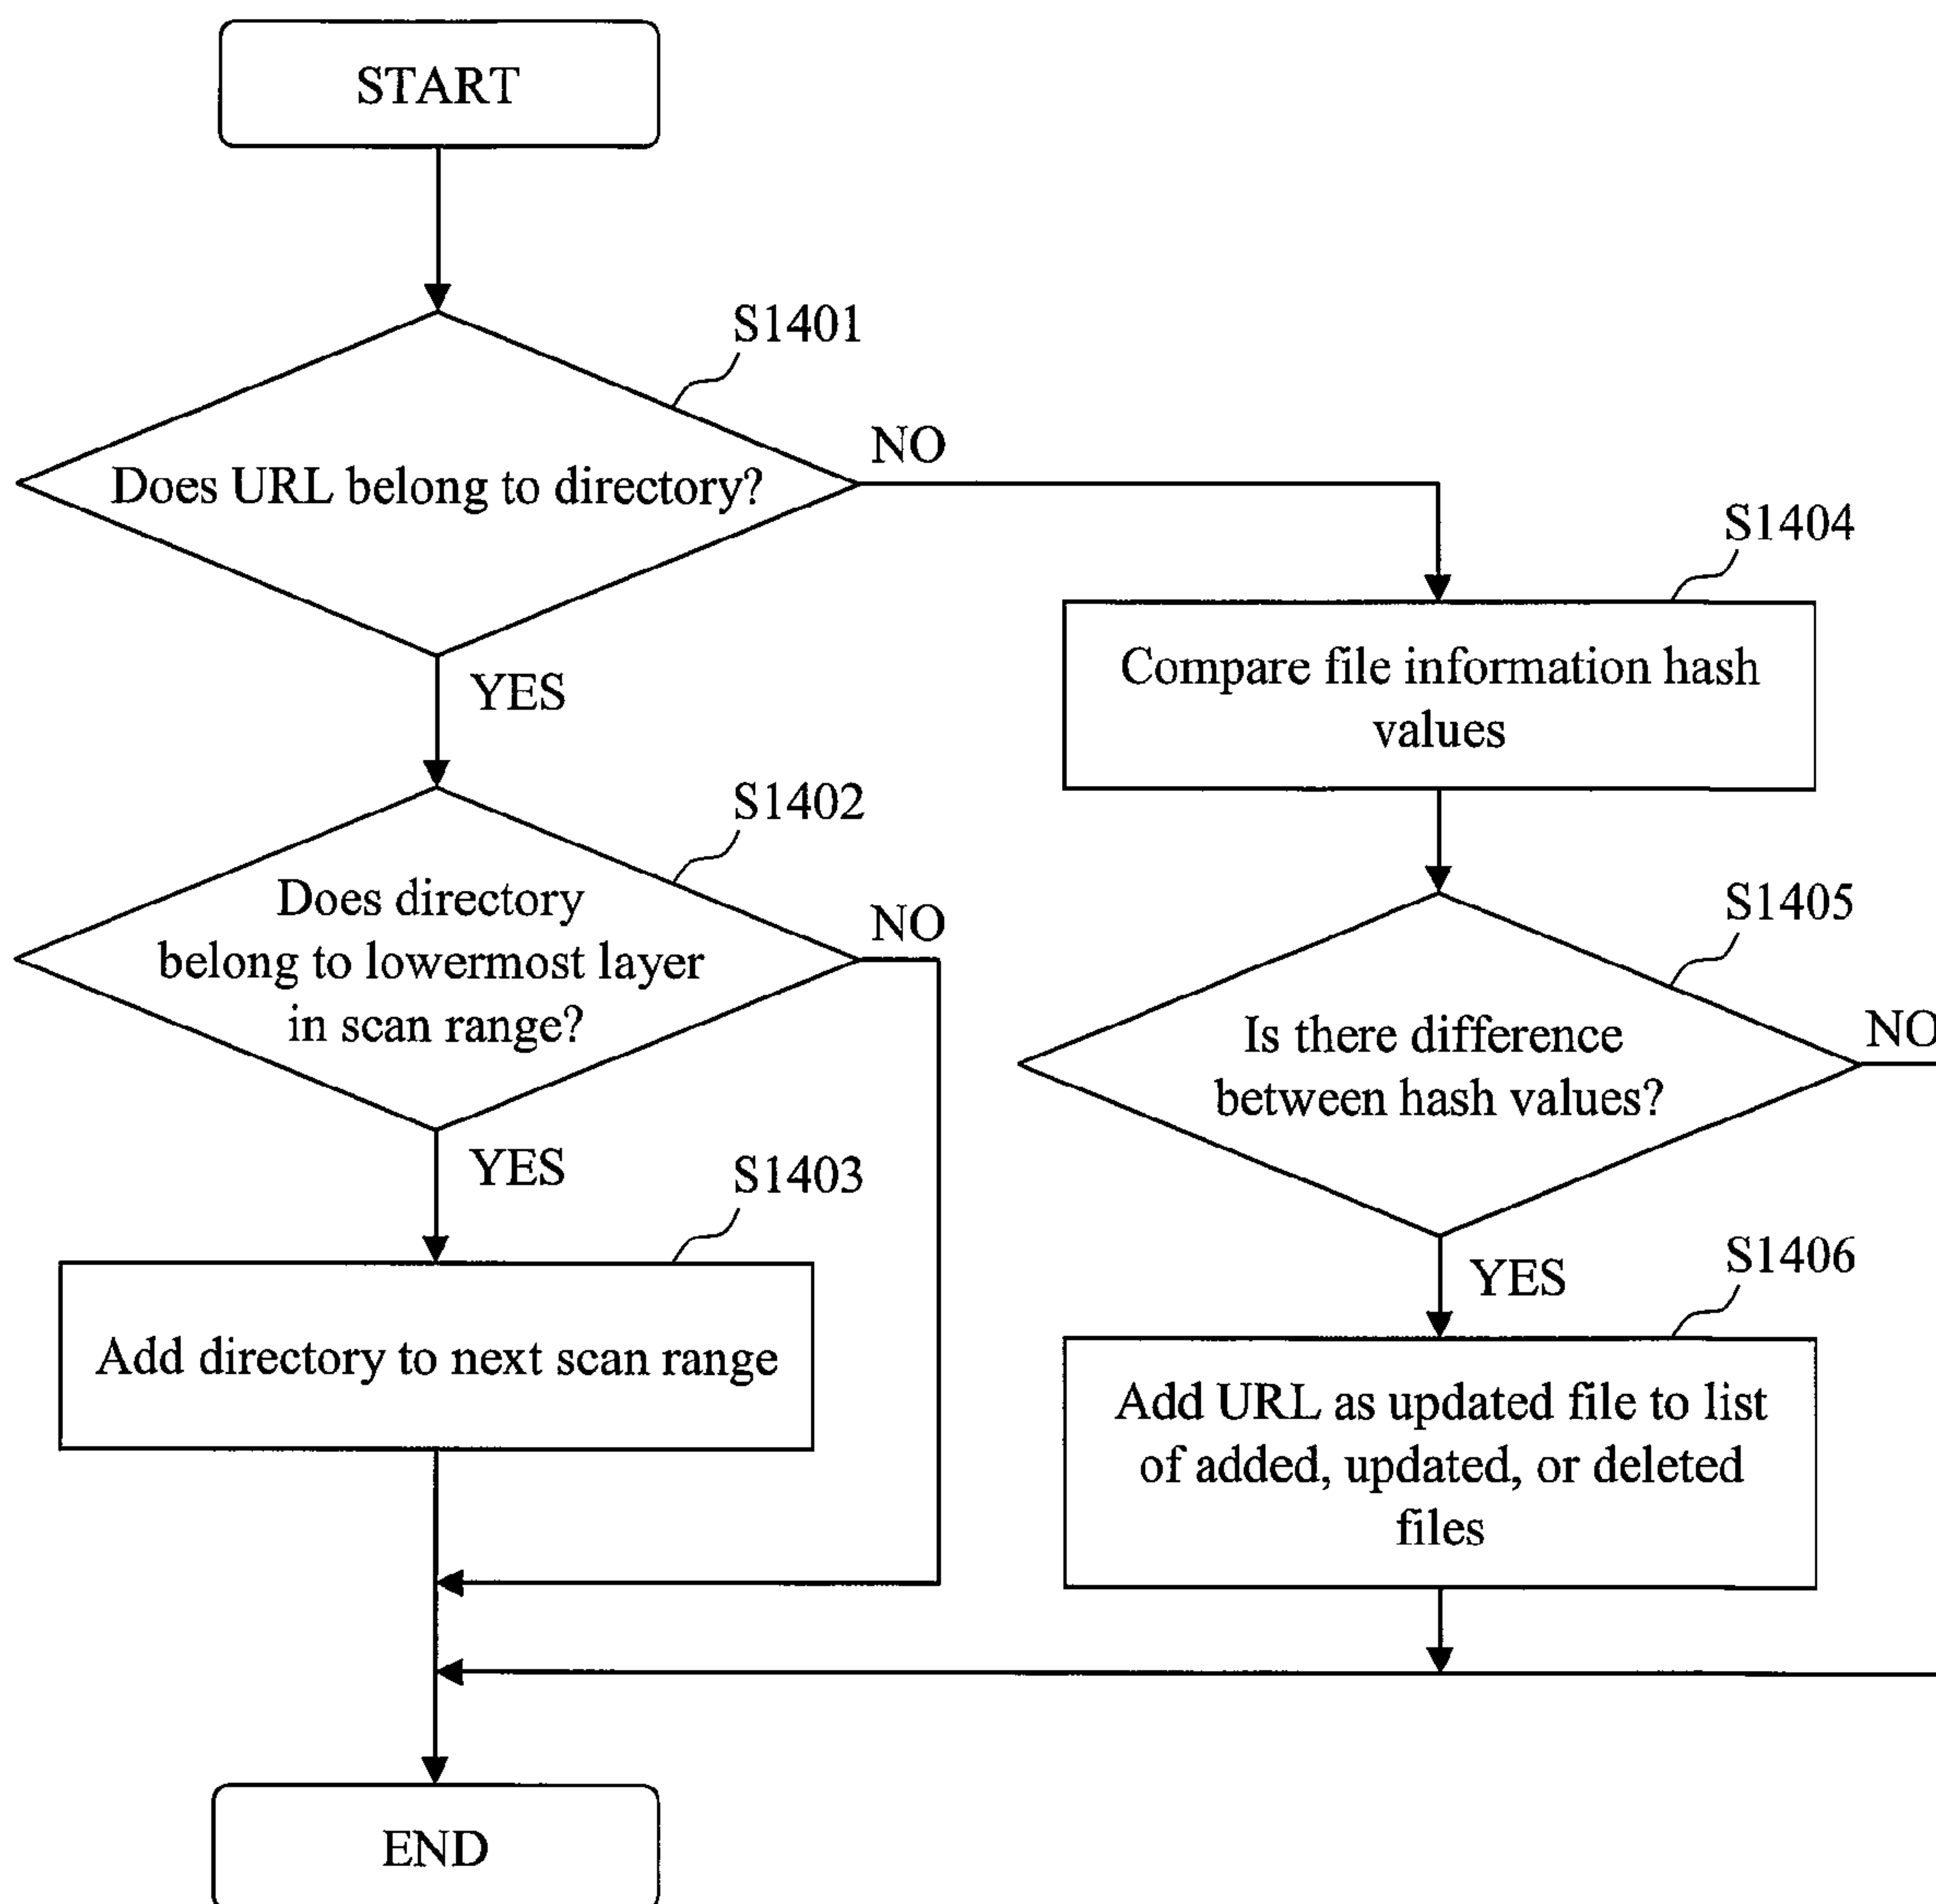 START
S1401
Does URL belong to directory?
NO
YES
S1402
Does directory
belong to lowermost layer
in scan range?
NO
YES
S1403
Add directory to next scan range
S1404
Compare file information hash
values
S1405
Is there difference
between hash values?
NO
YES
S1406
Add URL as updated file to list
of added, updated, or deleted
files
END